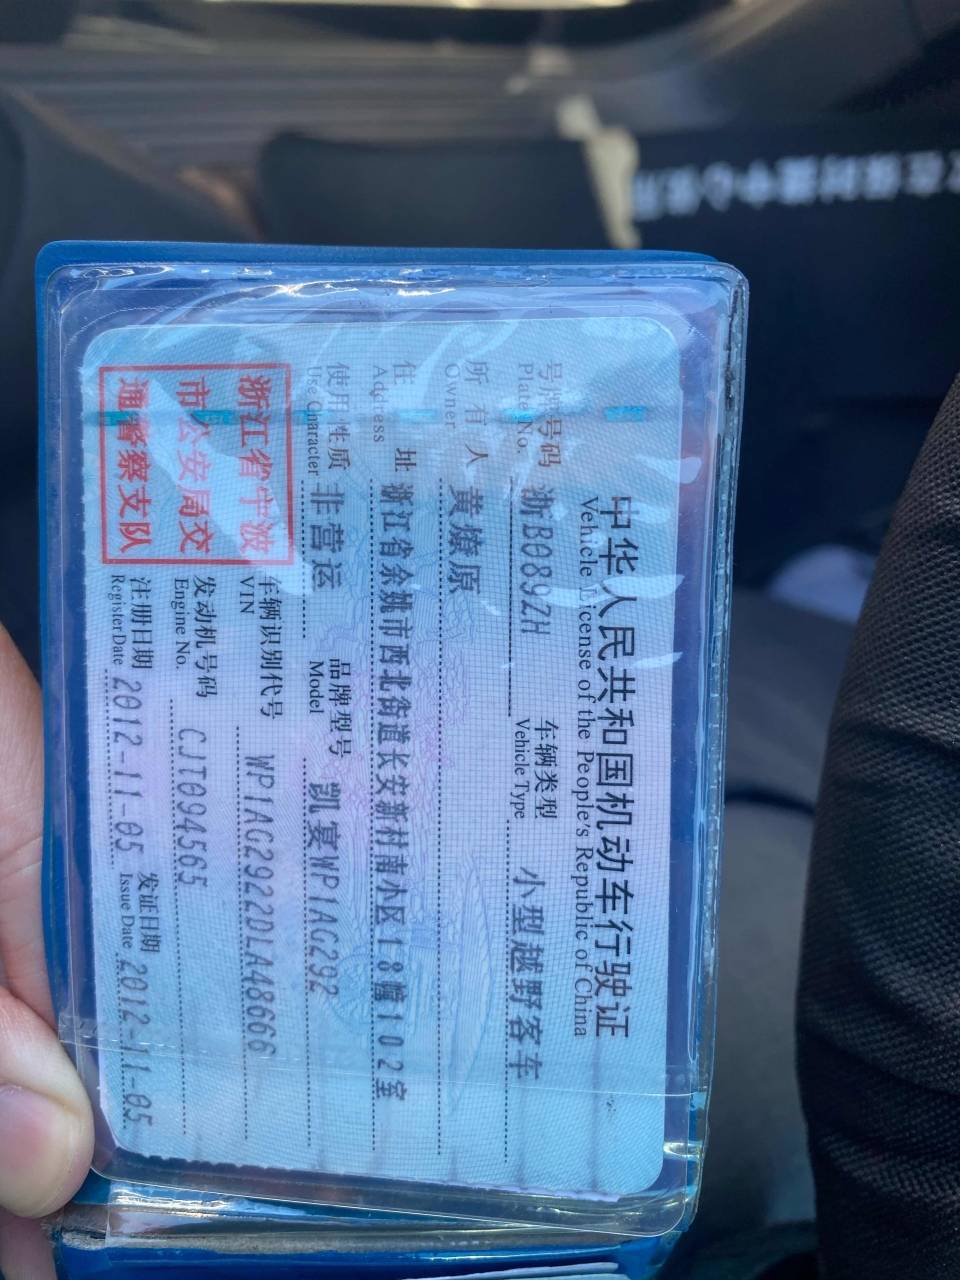 中华人民共和国机动车行驶证
Vehicle License of the People's Republic of China
号牌号码 浙B089ZH 车辆类型 小型越野客车
Plate No. Vehicle Type
所有人 黄燎原
Owner
住址 浙江省余姚市西北街道长安新村南小区18幢102室
Address
使用性质 非营运 品牌型号 凯宴WP1AG292
Use Character Model
浙江省宁波
市公安局交
通警察支队
车辆识别代号 WP1AG2922DLA48666
VIN
发动机号码 CJT094565
Engine No.
注册日期 2012-11-05 发证日期 2012-11-05
Register Date Issue Date